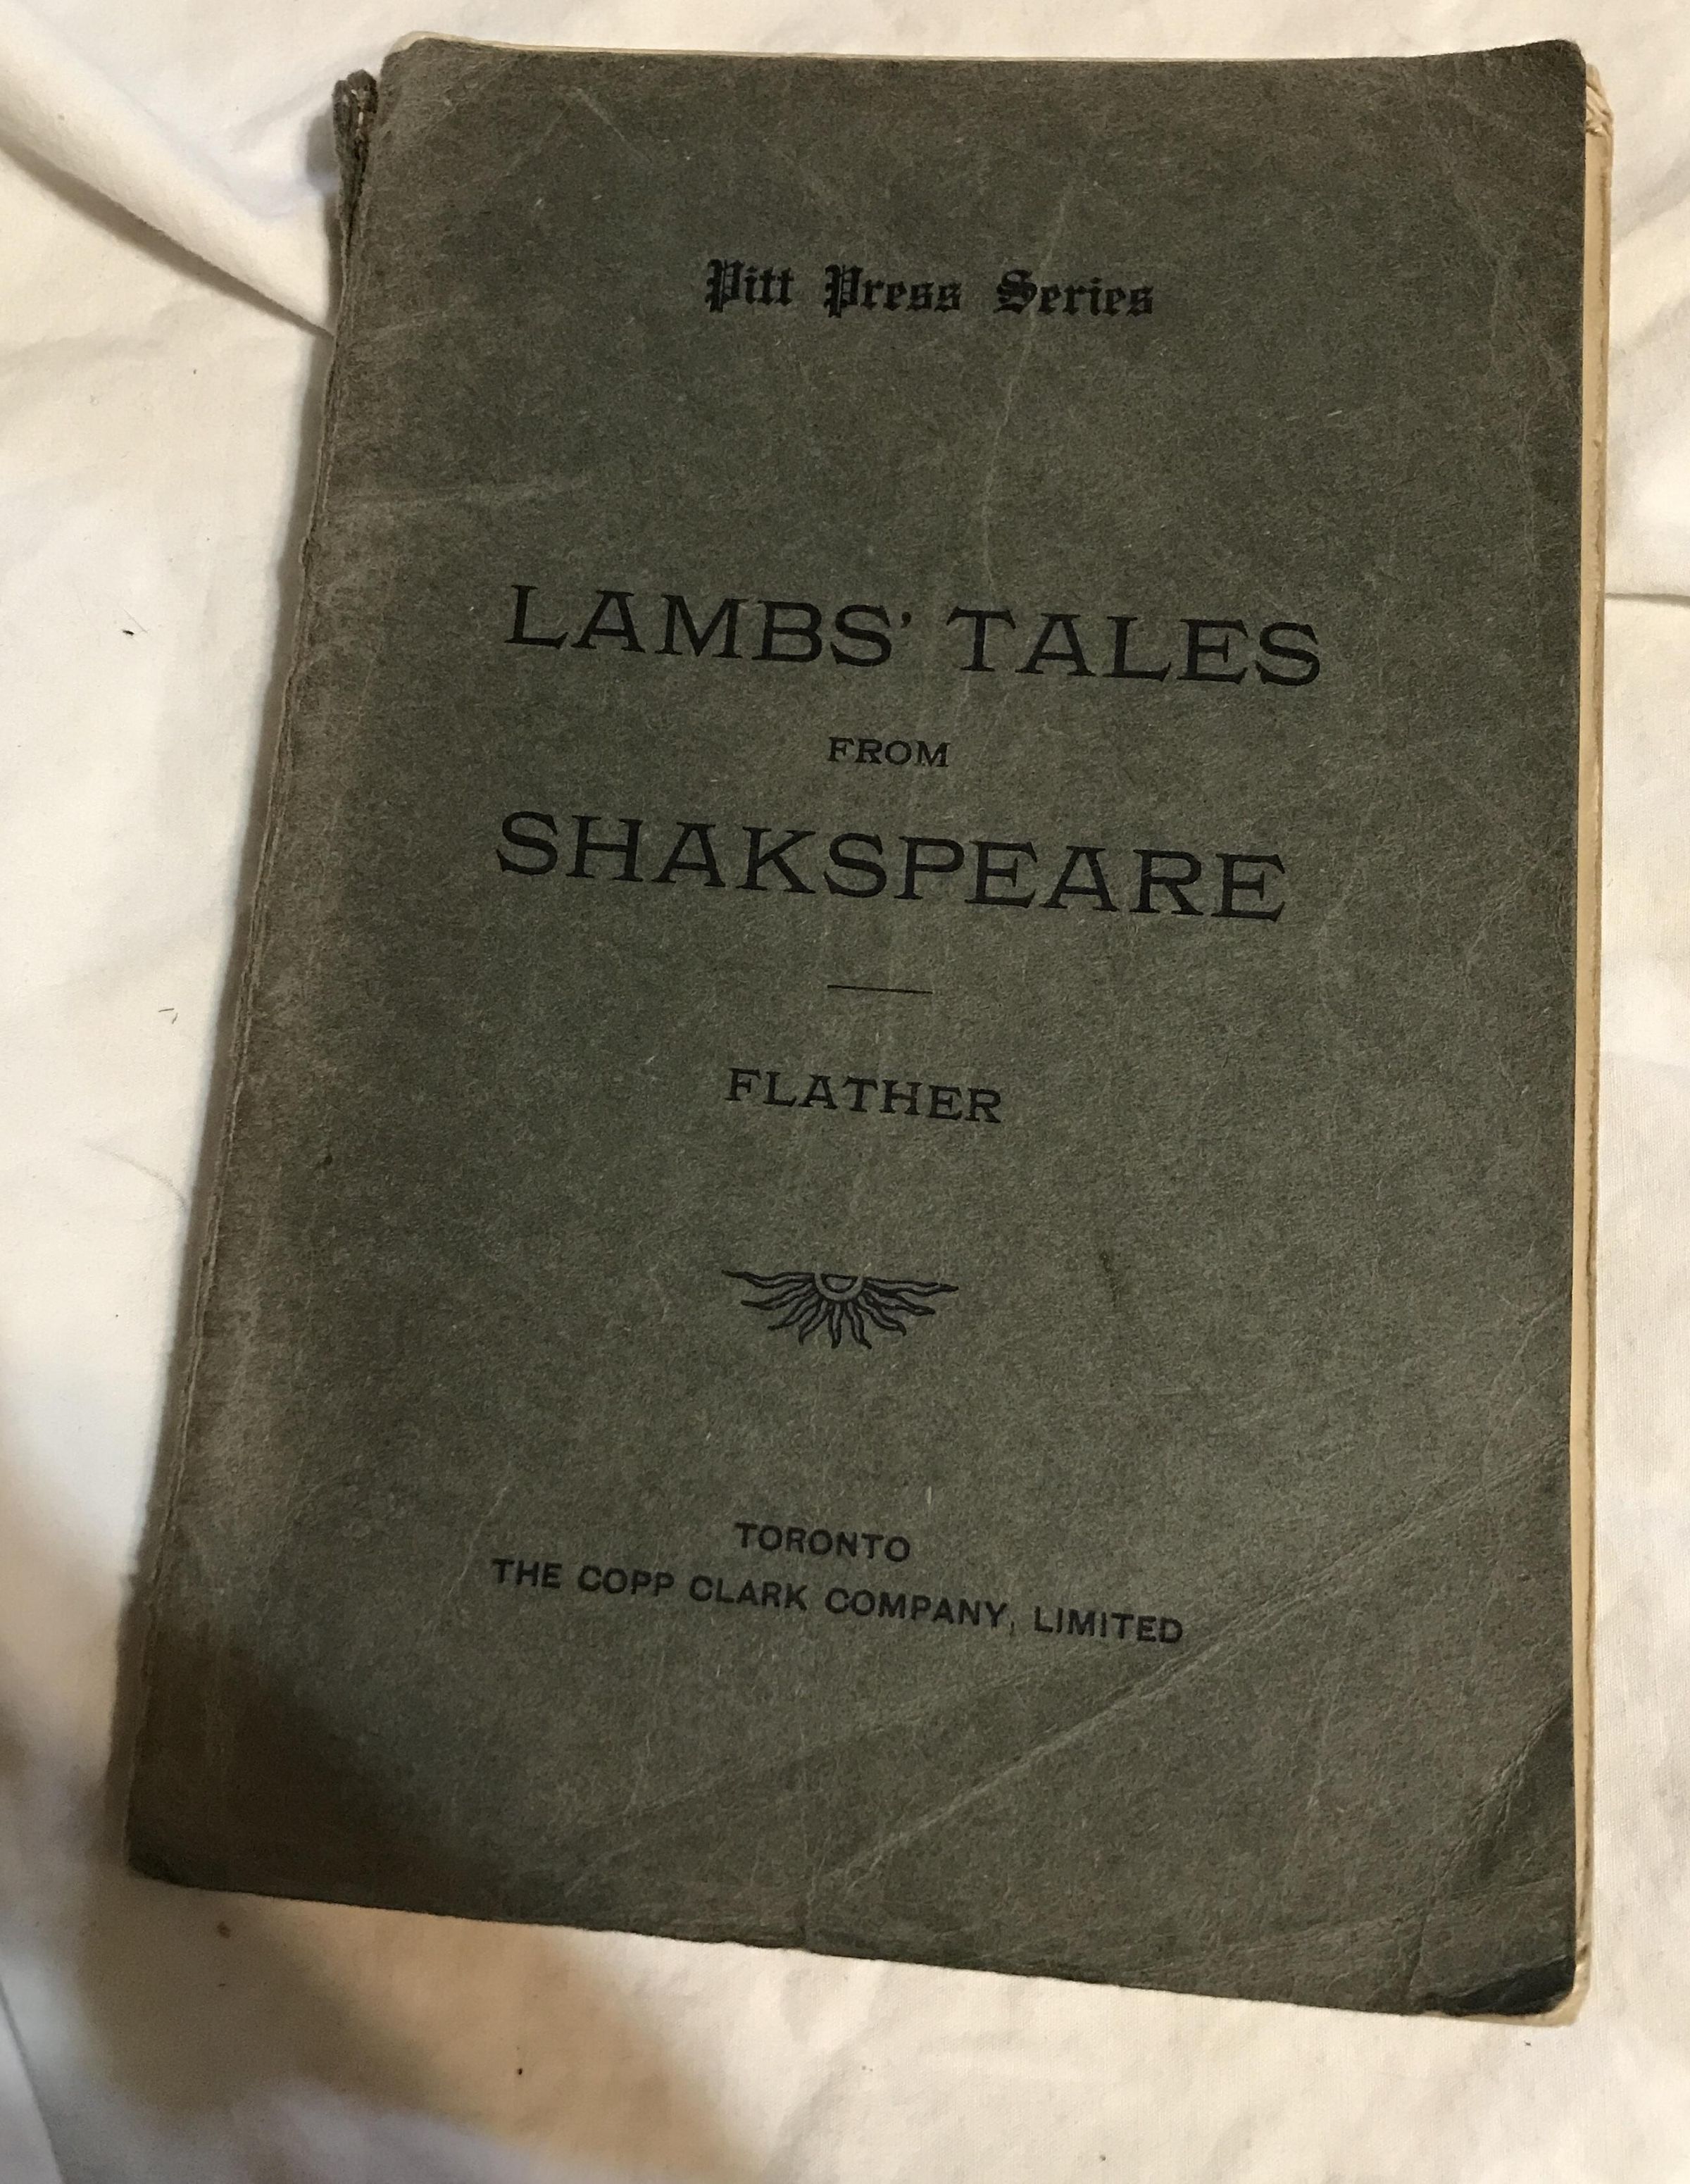 Pitt Press Series
LAMBS' TALES
FROM
SHAKSPEARE
FLATHER
TORONTO
THE COPP CLARK COMPANY, LIMITED